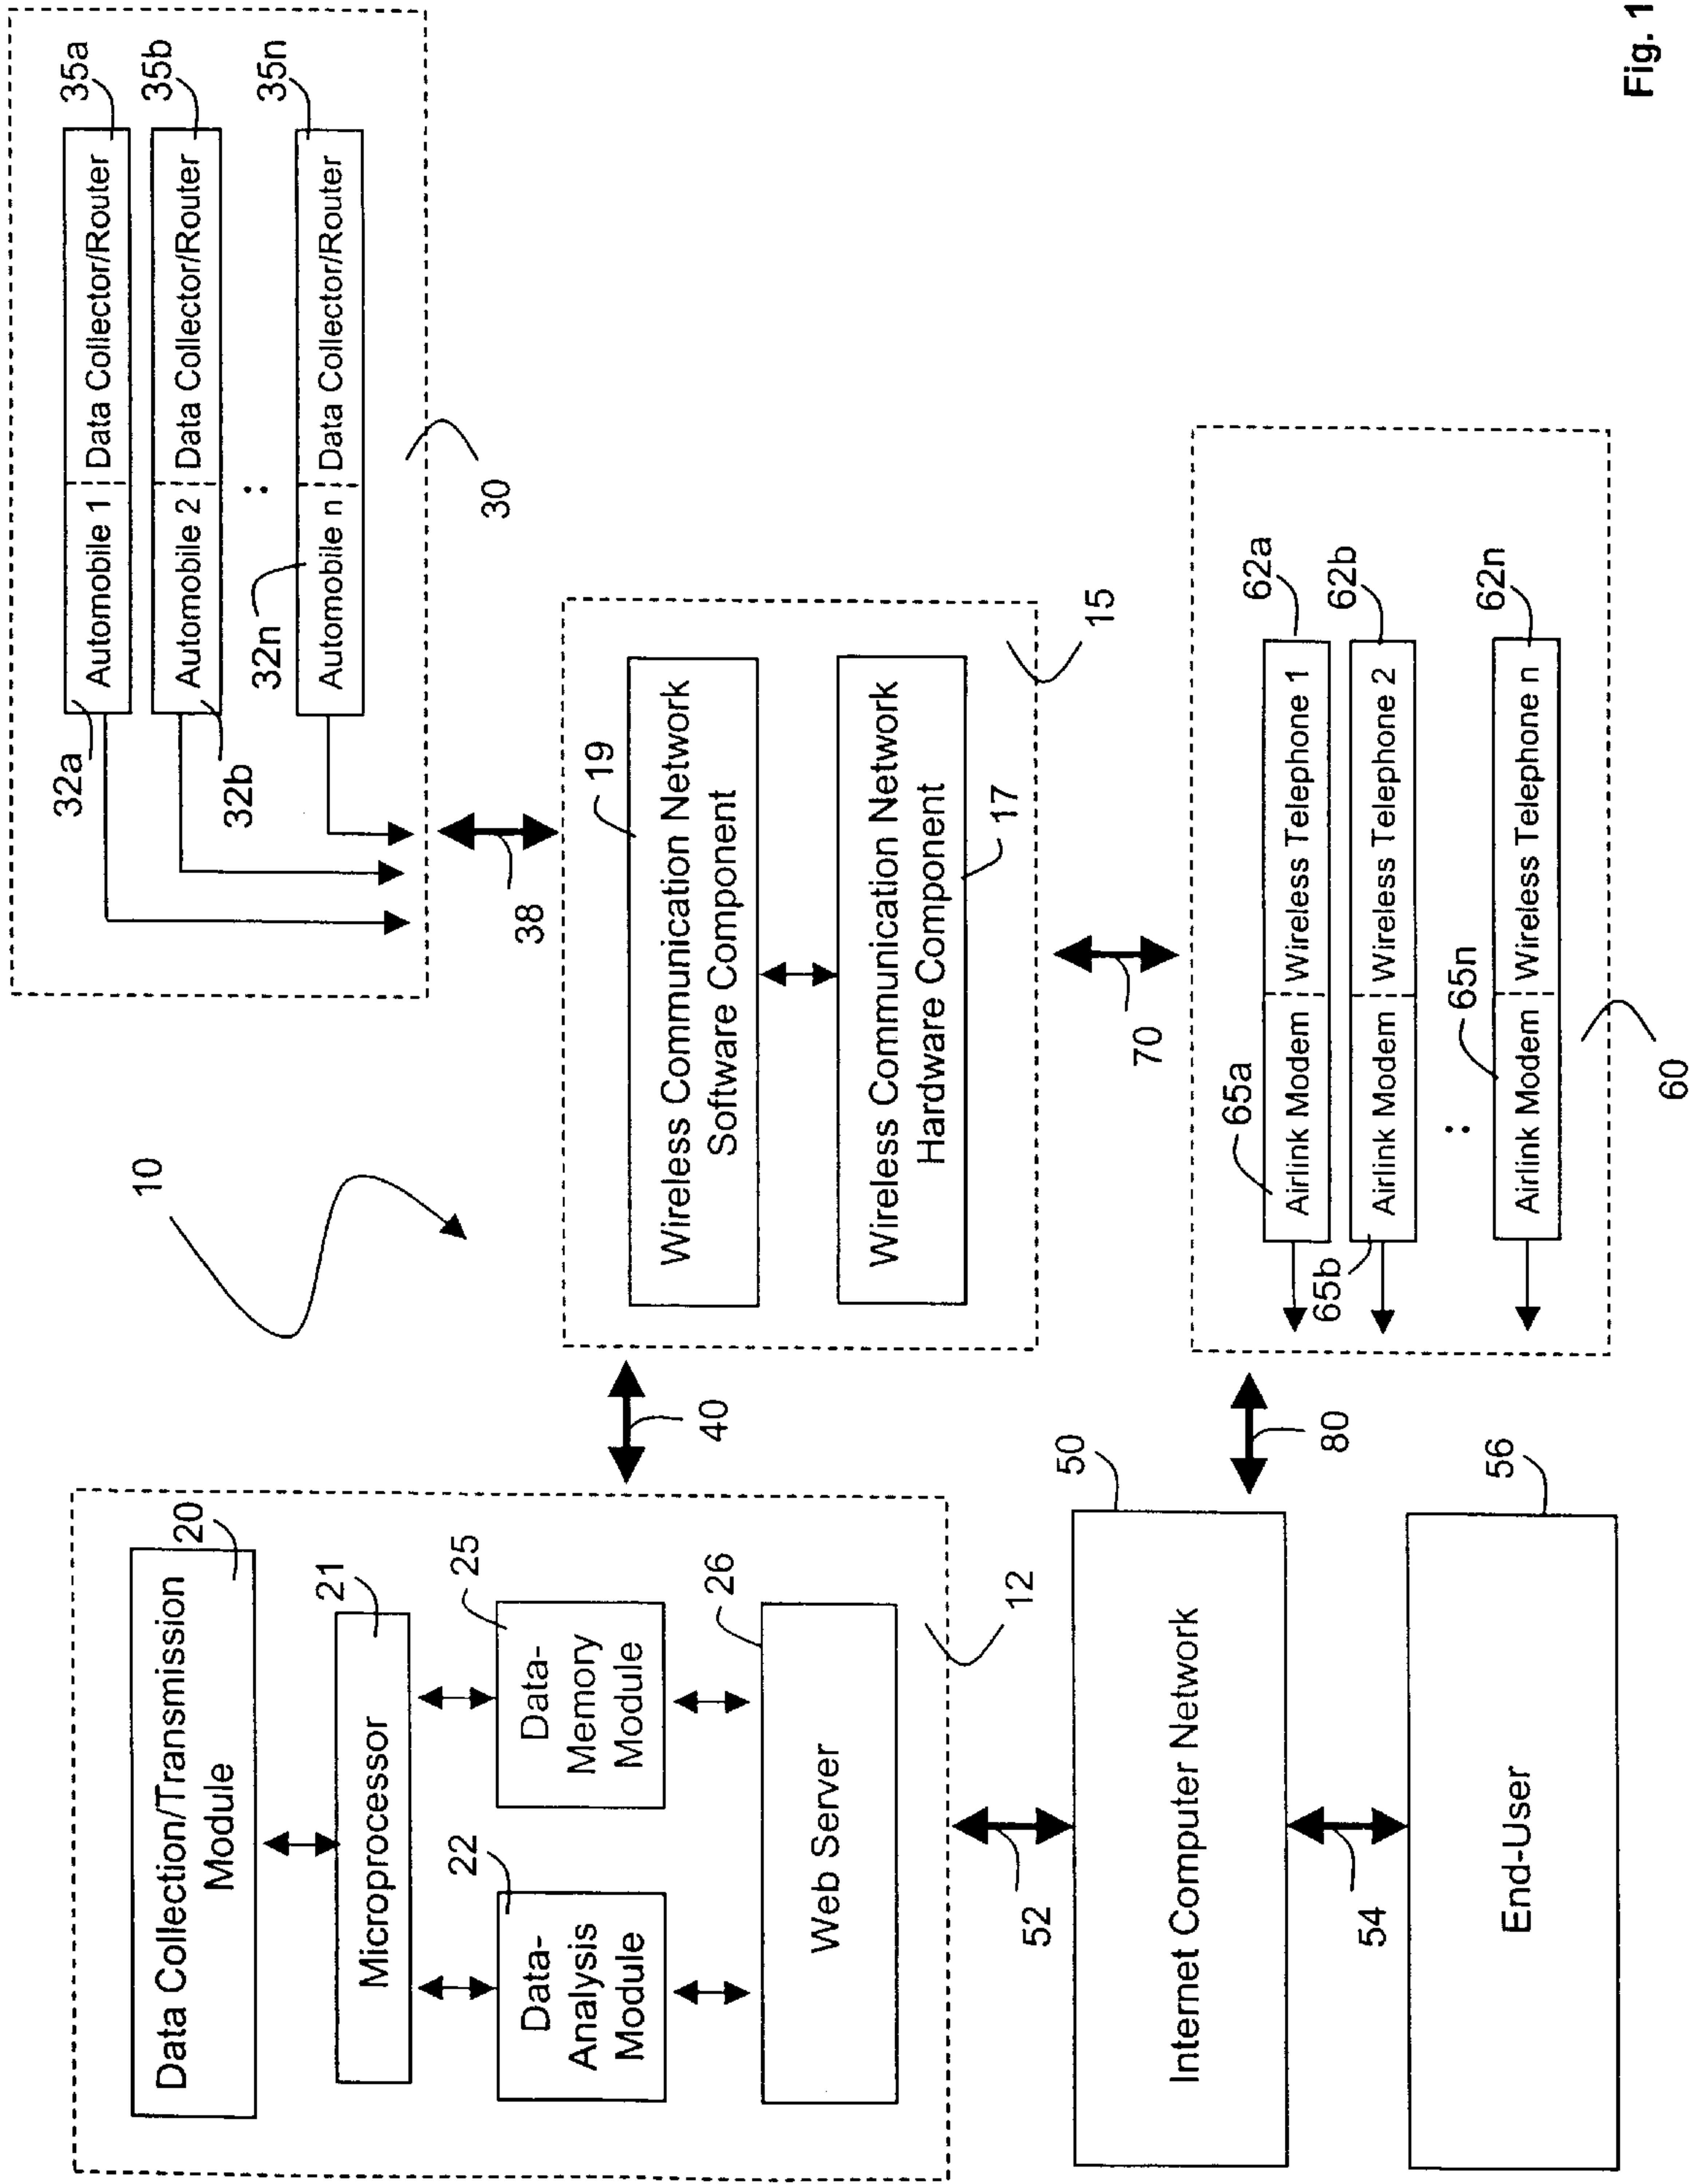 10
20
Data Collection/Transmission
Module
21
Microprocessor
22
Data-
Analysis
Module
25
Data-
Memory
Module
26
Web Server
12
40
19
Wireless Communication Network
Software Component
Wireless Communication Network
Hardware Component
17
15
38
32a
Automobile 1
Data Collector/Router
35a
32b
Automobile 2
Data Collector/Router
35b
:
32n
Automobile n
Data Collector/Router
35n
30
52
50
Internet Computer Network
54
56
End-User
80
70
65a
Airlink Modem
Wireless Telephone 1
62a
65b
Airlink Modem
Wireless Telephone 2
62b
:
65n
Airlink Modem
Wireless Telephone n
62n
60
Fig. 1